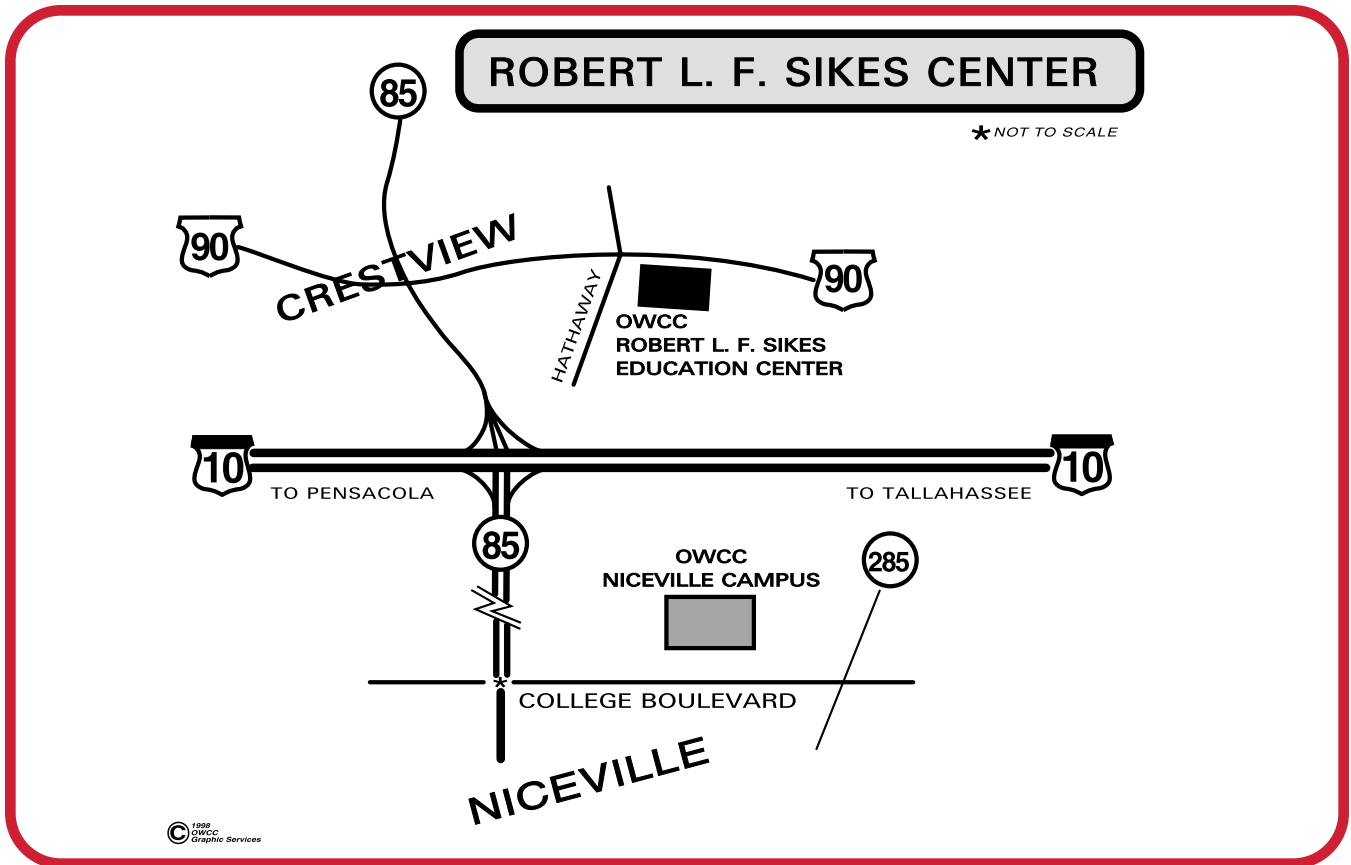 ROBERT L. F. SIKES CENTER
85
*NOT TO SCALE
CRESTVIEW
90
90
HATHAWAY
OWCC
ROBERT L. F. SIKES
EDUCATION CENTER
10
10
TO PENSACOLA
TO TALLAHASSEE
85
OWCC
NICEVILLE CAMPUS
285
*
COLLEGE BOULEVARD
NICEVILLE
© 1998
OWCC
Graphic Services